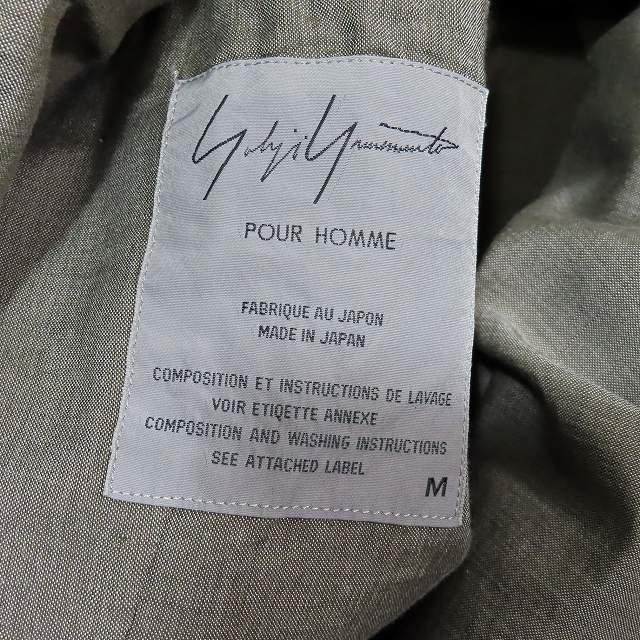 Yohji Yamamoto
POUR HOMME
FABRIQUE AU JAPON
MADE IN JAPAN
COMPOSITION ET INSTRUCTIONS DE LAVAGE
VOIR ETIQETTE ANNEXE
COMPOSITION AND WASHING INSTRUCTIONS
SEE ATTACHED LABEL
M